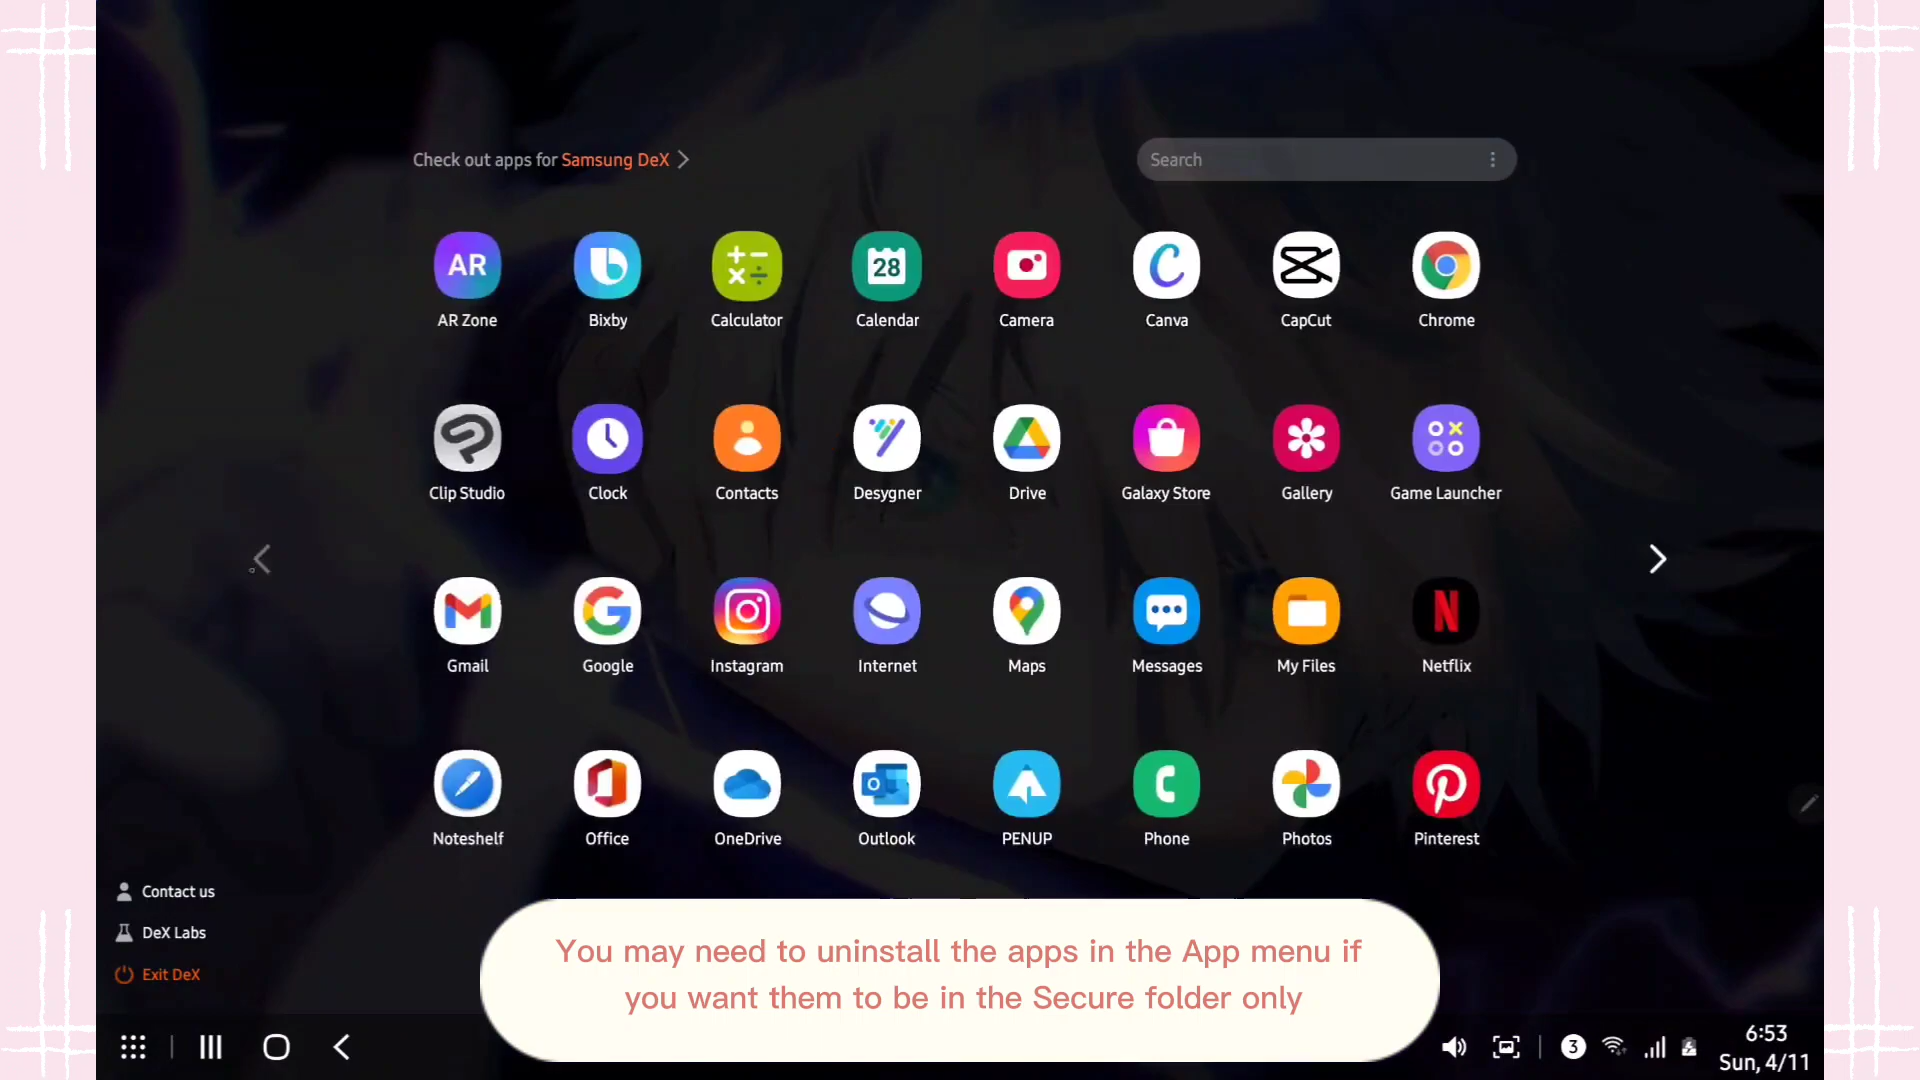 Check out apps for Samsung DeX
Search
AR
28
AR Zone
Bixby
Calculator
Calendar
Camera
Canva
CapCut
Chrome
Clip Studio
Clock
Contacts
Desygner
Drive
Galaxy Store
Gallery
Game Launcher
Gmail
Google
Instagram
Internet
Maps
Messages
My Files
Netflix
Noteshelf
Office
OneDrive
Outlook
PENUP
Phone
Photos
Pinterest
Contact us
DeX Labs
Exit DeX
You may need to uninstall the apps in the App menu if
you want them to be in the Secure folder only
3
6:53
Sun, 4/11